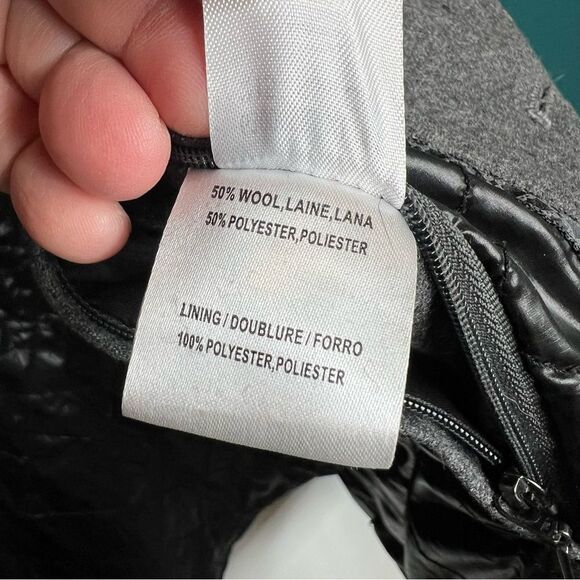 50% WOOL,LAINE,LANA
50% POLYESTER,POLIESTER
LINING / DOUBLURE / FORRO
100% POLYESTER,POLIESTER